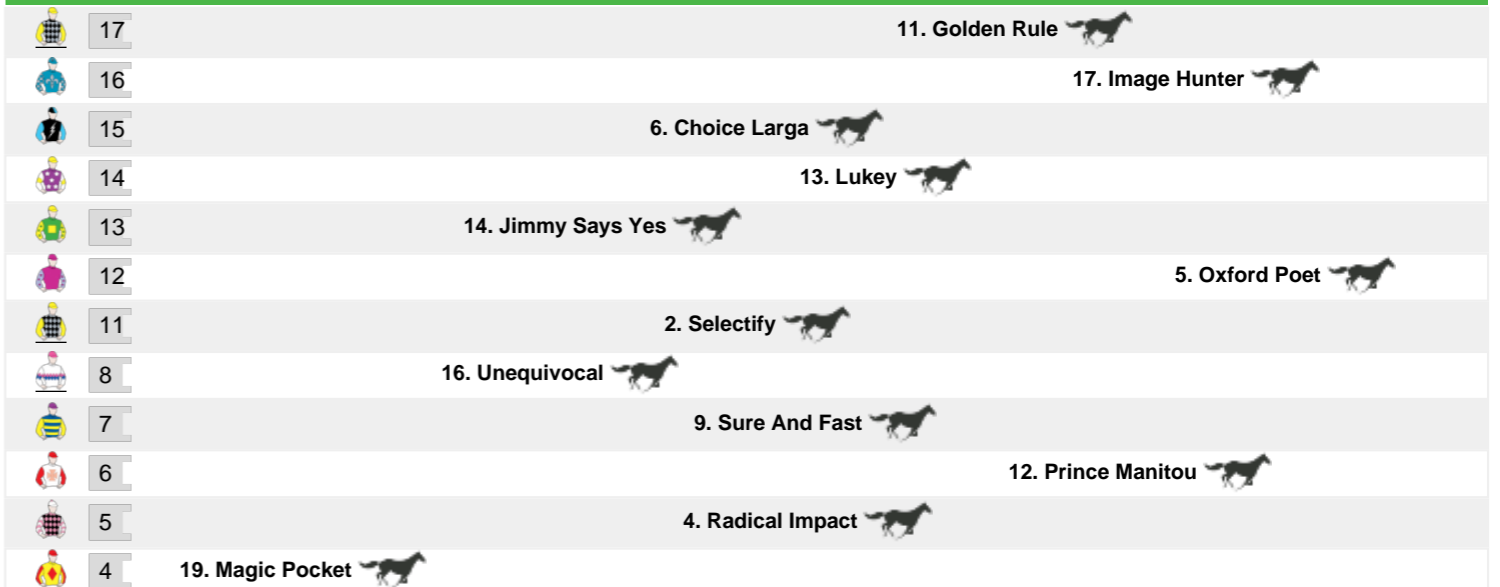 17 11. Golden Rule
16 17. Image Hunter
15 6. Choice Larga
14 13. Lukey
13 14. Jimmy Says Yes
12 5. Oxford Poet
11 2. Selectify
8 16. Unequivocal
7 9. Sure And Fast
6 12. Prince Manitou
5 4. Radical Impact
4 19. Magic Pocket